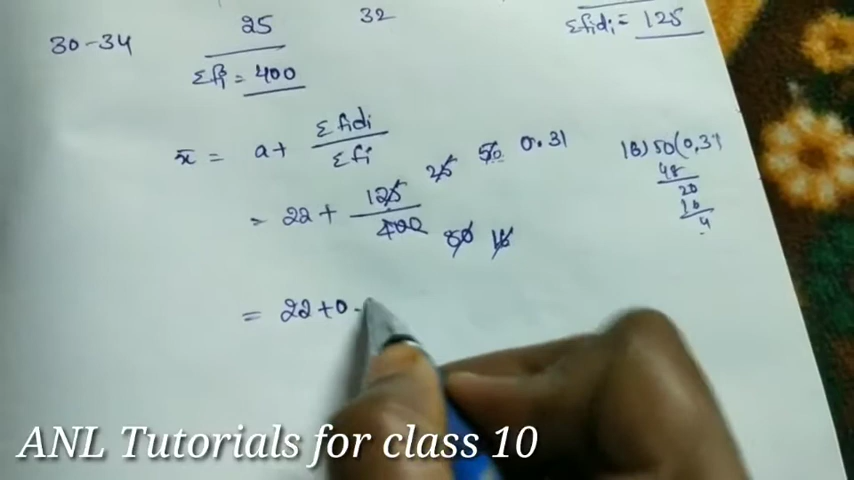 30-34 25 32 Σfidi = 125
Σfi = 400
x̄ = a + Σfidi / Σfi
= 22 + 125/400 25/80 5/16 0.31
16)50(0.31
48
20
16
4
= 22+0.
ANL Tutorials for class 10